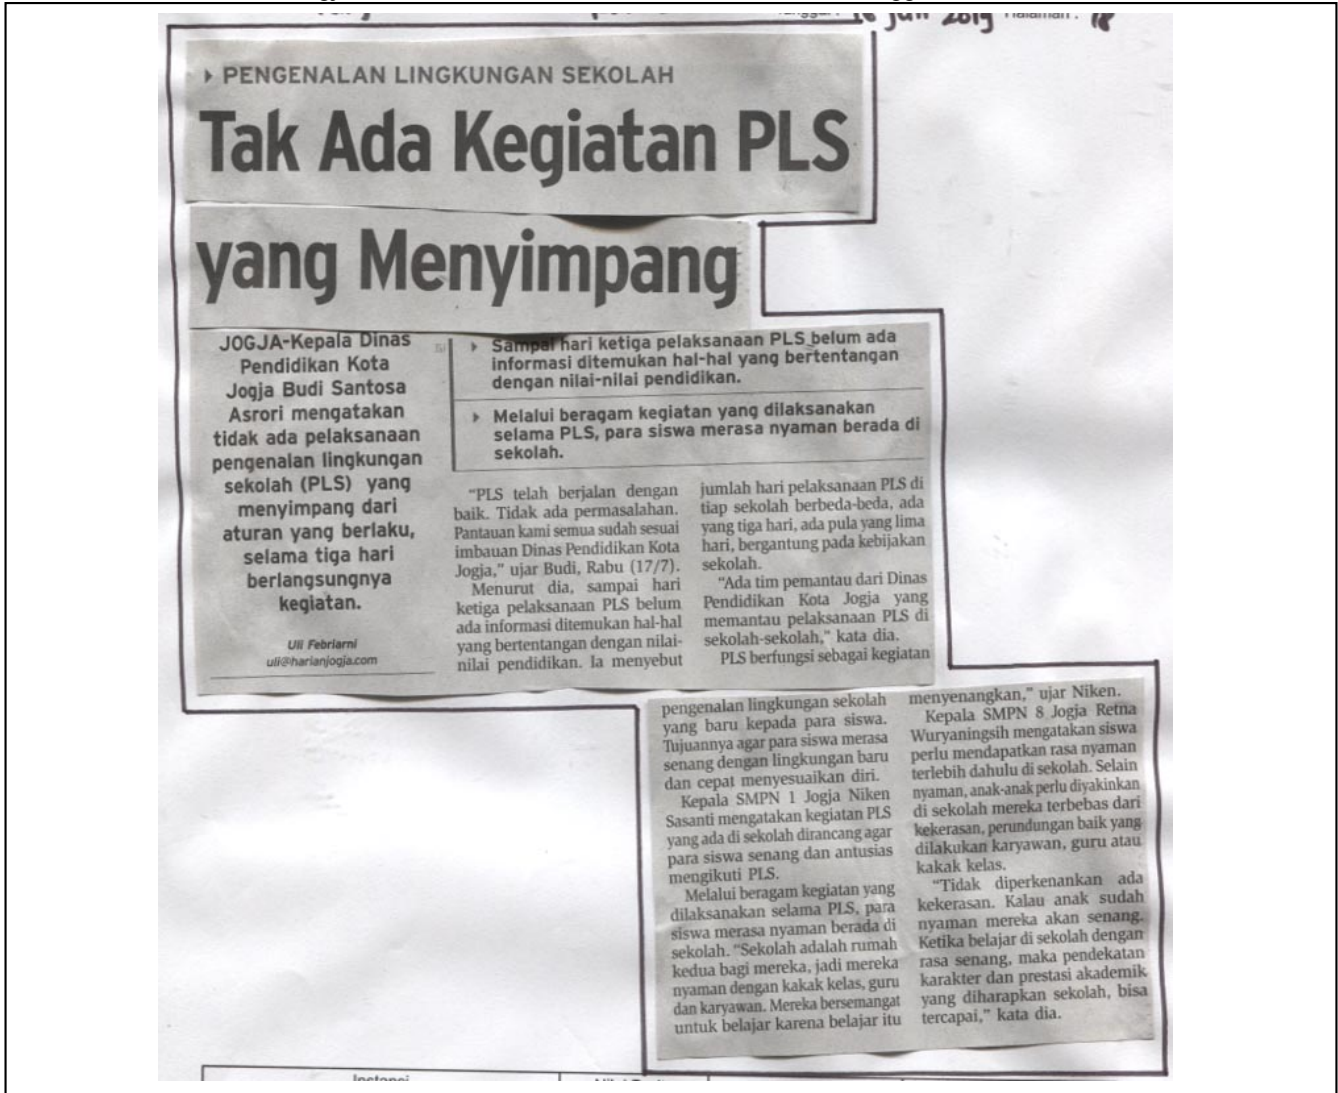 16 Juli 2019 Halaman : 18
PENGENALAN LINGKUNGAN SEKOLAH
Tak Ada Kegiatan PLS
yang Menyimpang
JOGJA-Kepala Dinas
Pendidikan Kota
Jogja Budi Santosa
Asrori mengatakan
tidak ada pelaksanaan
pengenalan lingkungan
sekolah (PLS) yang
menyimpang dari
aturan yang berlaku,
selama tiga hari
berlangsungnya
kegiatan.
Uli Febriarni
uli@harianjogja.com
Sampai hari ketiga pelaksanaan PLS belum ada
informasi ditemukan hal-hal yang bertentangan
dengan nilai-nilai pendidikan.
Melalui beragam kegiatan yang dilaksanakan
selama PLS, para siswa merasa nyaman berada di
sekolah.
"PLS telah berjalan dengan
baik. Tidak ada permasalahan.
Pantauan kami semua sudah sesuai
imbauan Dinas Pendidikan Kota
Jogja," ujar Budi, Rabu (17/7).
Menurut dia, sampai hari
ketiga pelaksanaan PLS belum
ada informasi ditemukan hal-hal
yang bertentangan dengan nilai-
nilai pendidikan. Ia menyebut
jumlah hari pelaksanaan PLS di
tiap sekolah berbeda-beda, ada
yang tiga hari, ada pula yang lima
hari, bergantung pada kebijakan
sekolah.
"Ada tim pemantau dari Dinas
Pendidikan Kota Jogja yang
memantau pelaksanaan PLS di
sekolah-sekolah," kata dia.
PLS berfungsi sebagai kegiatan
pengenalan lingkungan sekolah
yang baru kepada para siswa.
Tujuannya agar para siswa merasa
senang dengan lingkungan baru
dan cepat menyesuaikan diri.
Kepala SMPN 1 Jogja Niken
Sasanti mengatakan kegiatan PLS
yang ada di sekolah dirancang agar
para siswa senang dan antusias
mengikuti PLS.
Melalui beragam kegiatan yang
dilaksanakan selama PLS, para
siswa merasa nyaman berada di
sekolah. "Sekolah adalah rumah
kedua bagi mereka, jadi mereka
nyaman dengan kakak kelas, guru
dan karyawan. Mereka bersemangat
untuk belajar karena belajar itu
menyenangkan," ujar Niken.
Kepala SMPN 8 Jogja Retna
Wuryaningsih mengatakan siswa
perlu mendapatkan rasa nyaman
terlebih dahulu di sekolah. Selain
nyaman, anak-anak perlu diyakinkan
di sekolah mereka terbebas dari
kekerasan, perundungan baik yang
dilakukan karyawan, guru atau
kakak kelas.
"Tidak diperkenankan ada
kekerasan. Kalau anak sudah
nyaman mereka akan senang.
Ketika belajar di sekolah dengan
rasa senang, maka pendekatan
karakter dan prestasi akademik
yang diharapkan sekolah, bisa
tercapai," kata dia.
Instansi